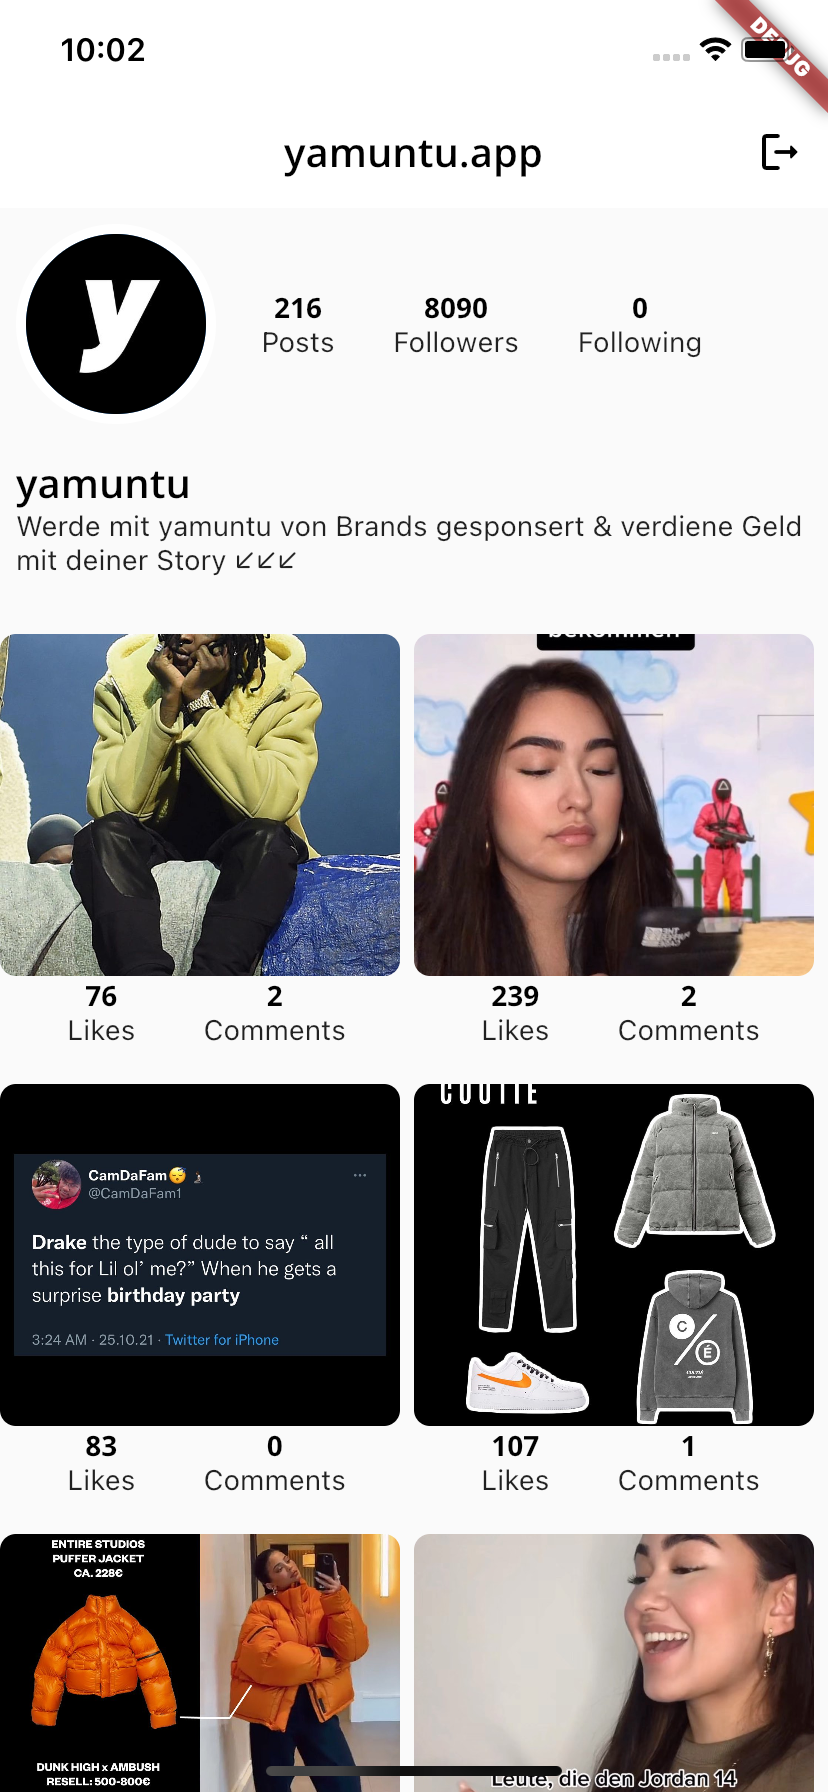 10:02
DEBUG
yamuntu.app
y
216
Posts
8090
Followers
0
Following
yamuntu
Werde mit yamuntu von Brands gesponsert & verdiene Geld
mit deiner Story ↙↙↙
bekommen
76
Likes
2
Comments
239
Likes
2
Comments
CamDaFam😴
@CamDaFam1
Drake the type of dude to say “ all
this for Lil ol’ me?” When he gets a
surprise birthday party
3:24 AM · 25.10.21 · Twitter for iPhone
COUTIE
C
É
83
Likes
0
Comments
107
Likes
1
Comments
ENTIRE STUDIOS
PUFFER JACKET
CA. 228€
DUNK HIGH x AMBUSH
RESELL: 500-800€
Leute, die den Jordan 14